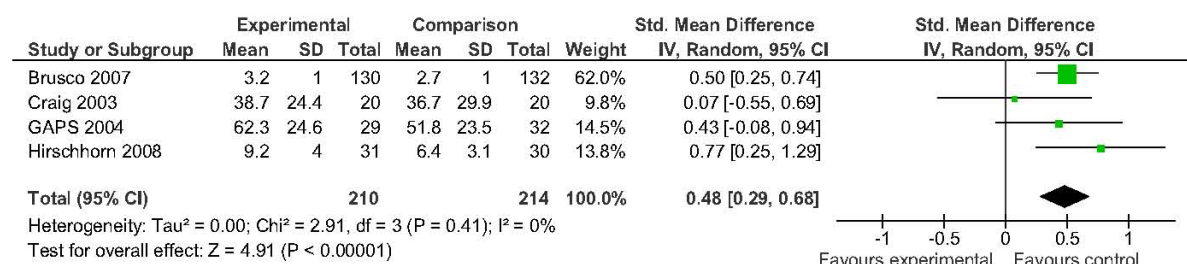 Experimental Comparison Std. Mean Difference Std. Mean Difference
Study or Subgroup Mean SD Total Mean SD Total Weight IV, Random, 95% CI IV, Random, 95% CI
Brusco 2007 3.2 1 130 2.7 1 132 62.0% 0.50 [0.25, 0.74]
Craig 2003 38.7 24.4 20 36.7 29.9 20 9.8% 0.07 [-0.55, 0.69]
GAPS 2004 62.3 24.6 29 51.8 23.5 32 14.5% 0.43 [-0.08, 0.94]
Hirschhorn 2008 9.2 4 31 6.4 3.1 30 13.8% 0.77 [0.25, 1.29]
Total (95% CI) 210 214 100.0% 0.48 [0.29, 0.68]
Heterogeneity: Tau² = 0.00; Chi² = 2.91, df = 3 (P = 0.41); I² = 0%
Test for overall effect: Z = 4.91 (P < 0.00001)
-1 -0.5 0 0.5 1
Favours experimental Favours control